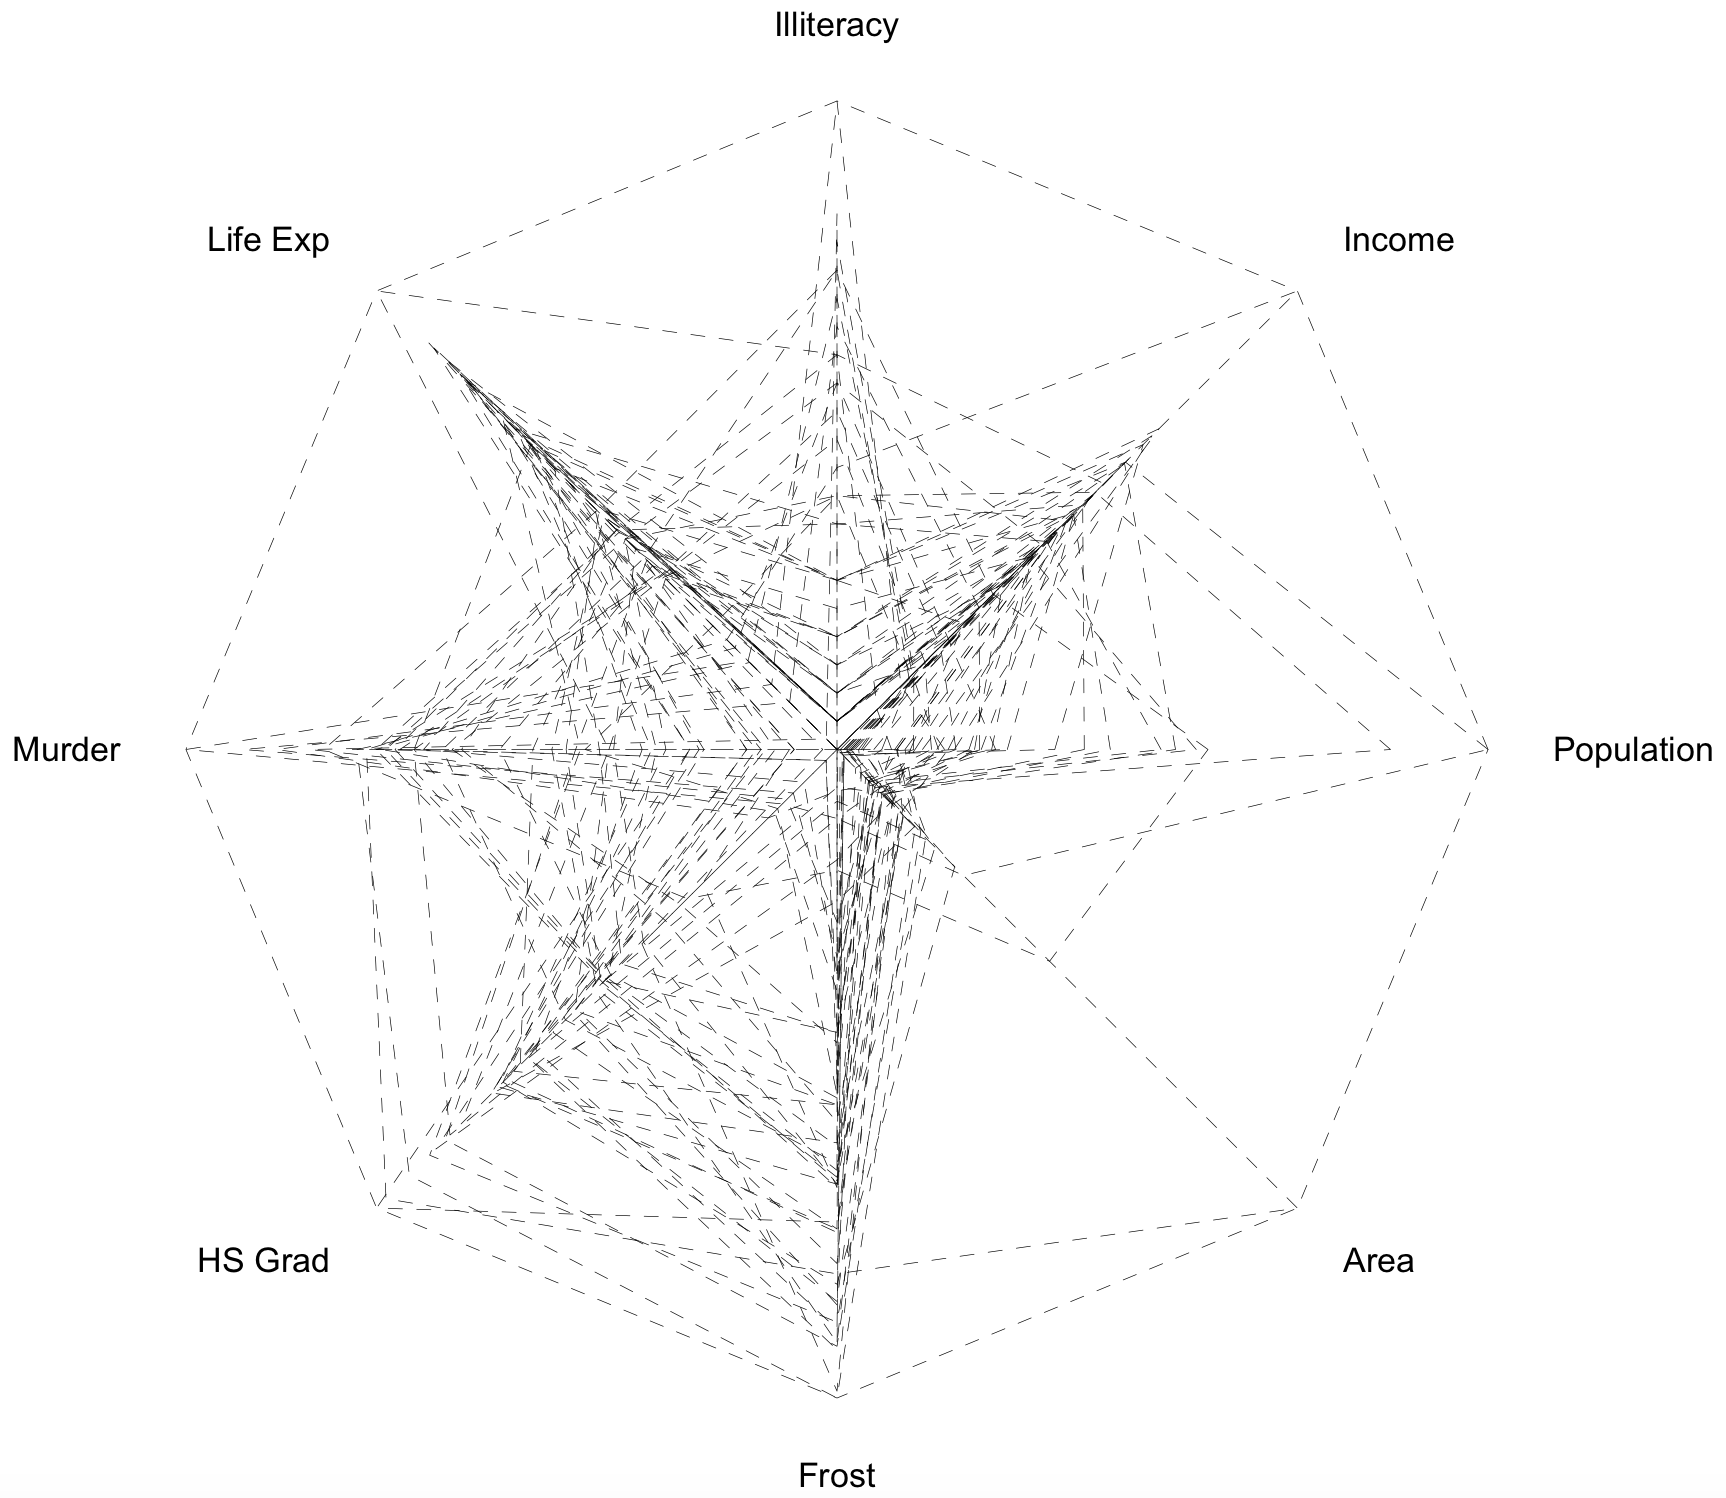 Illiteracy
Life Exp
Income
Murder
Population
HS Grad
Area
Frost